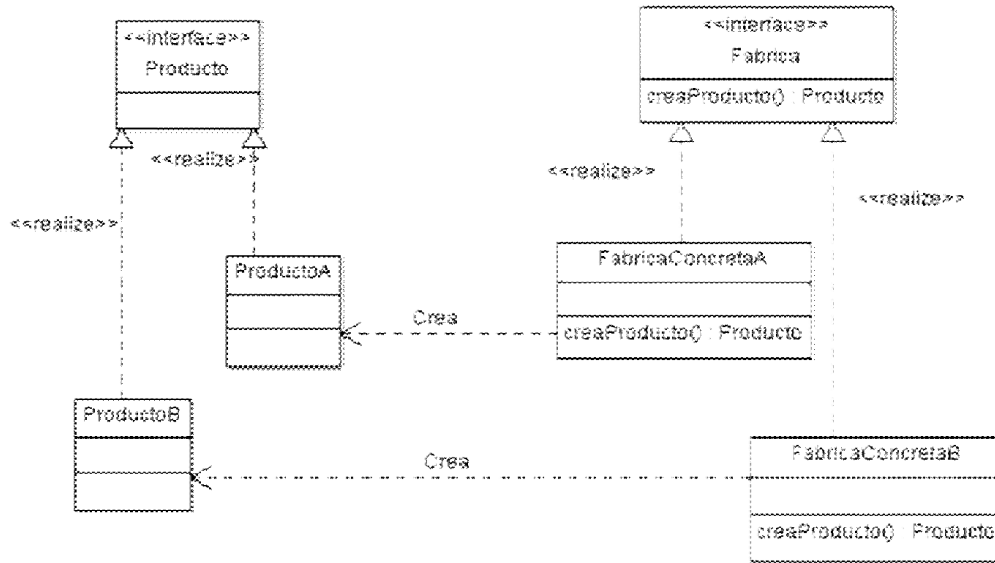 <<interface>>
Producto
<<interface>>
Fabrica
creaProducto() : Producto
<<realize>>
<<realize>>
<<realize>>
<<realize>>
ProductoA
FabricaConcretaA
Crea
creaProducto() : Producto
ProductoB
Crea
FabricaConcretaB
creaProducto() : Producto